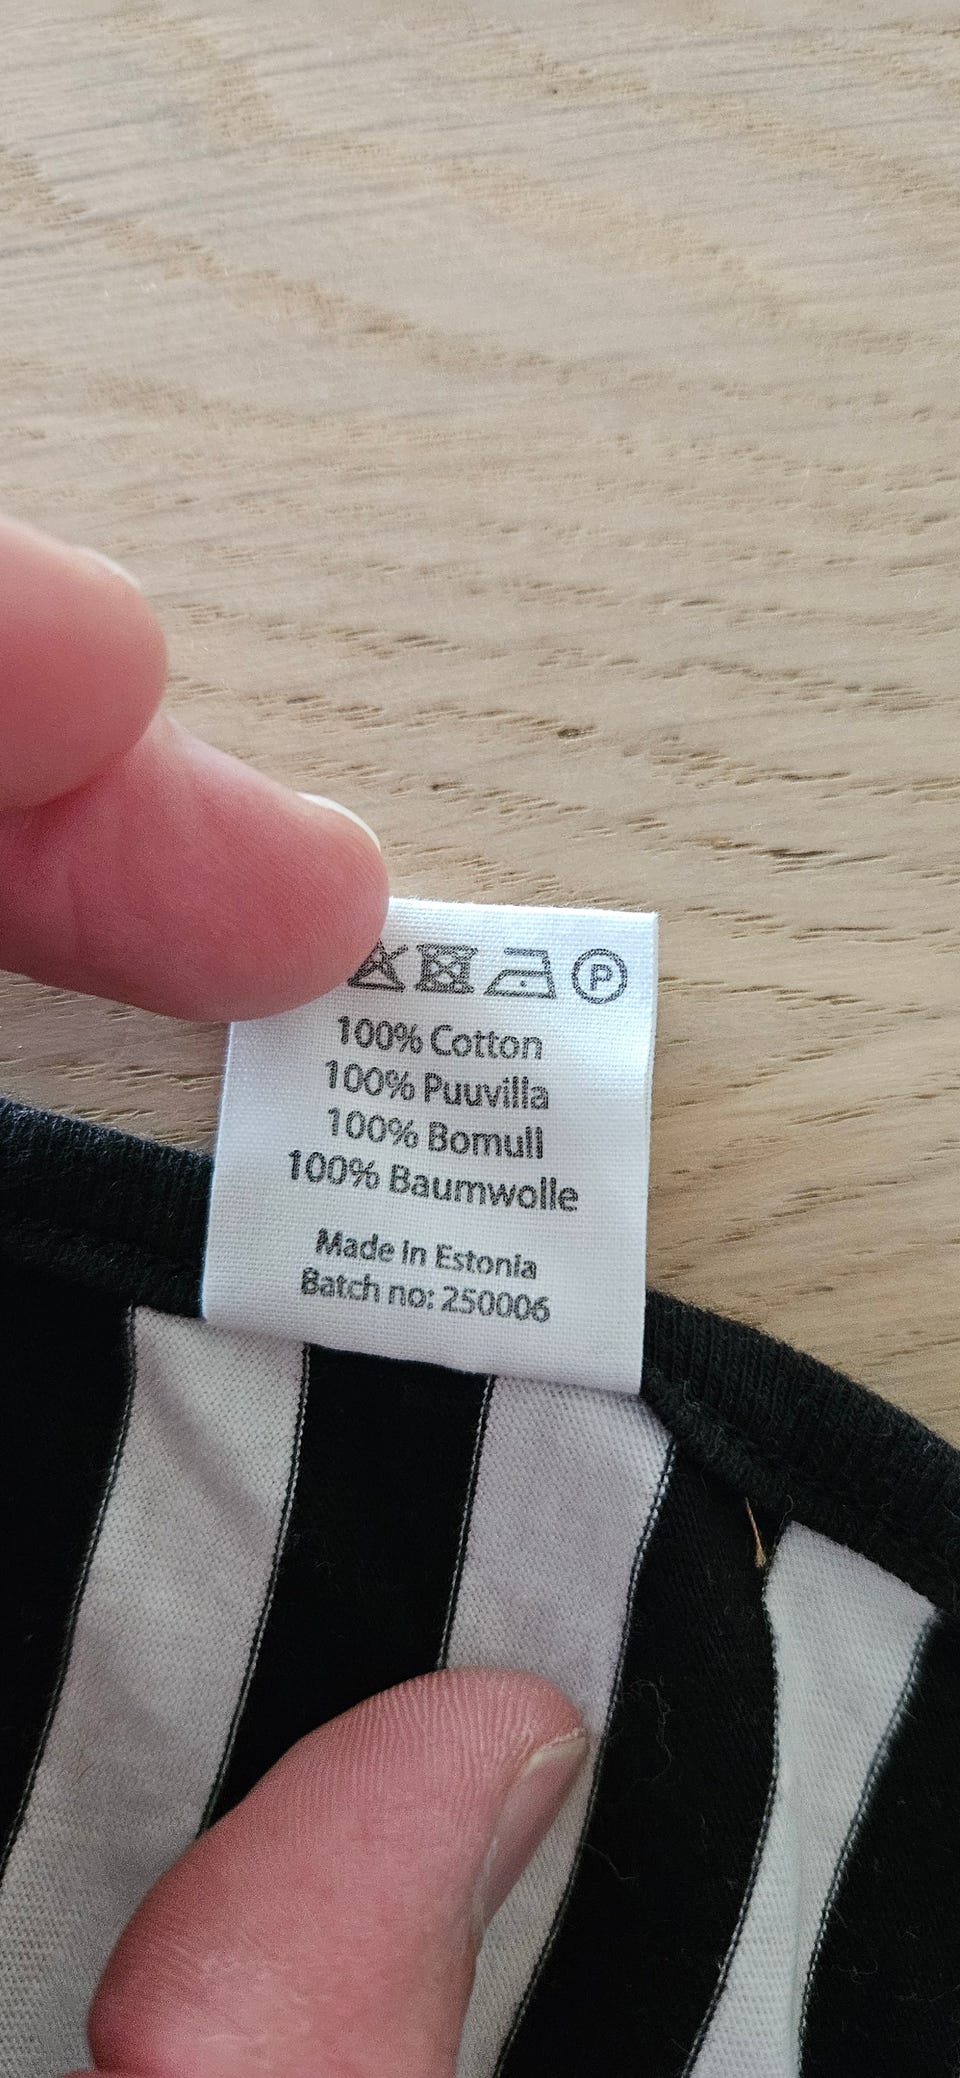 P
100% Cotton
100% Puuvilla
100% Bomull
100% Baumwolle
Made in Estonia
Batch no: 250006